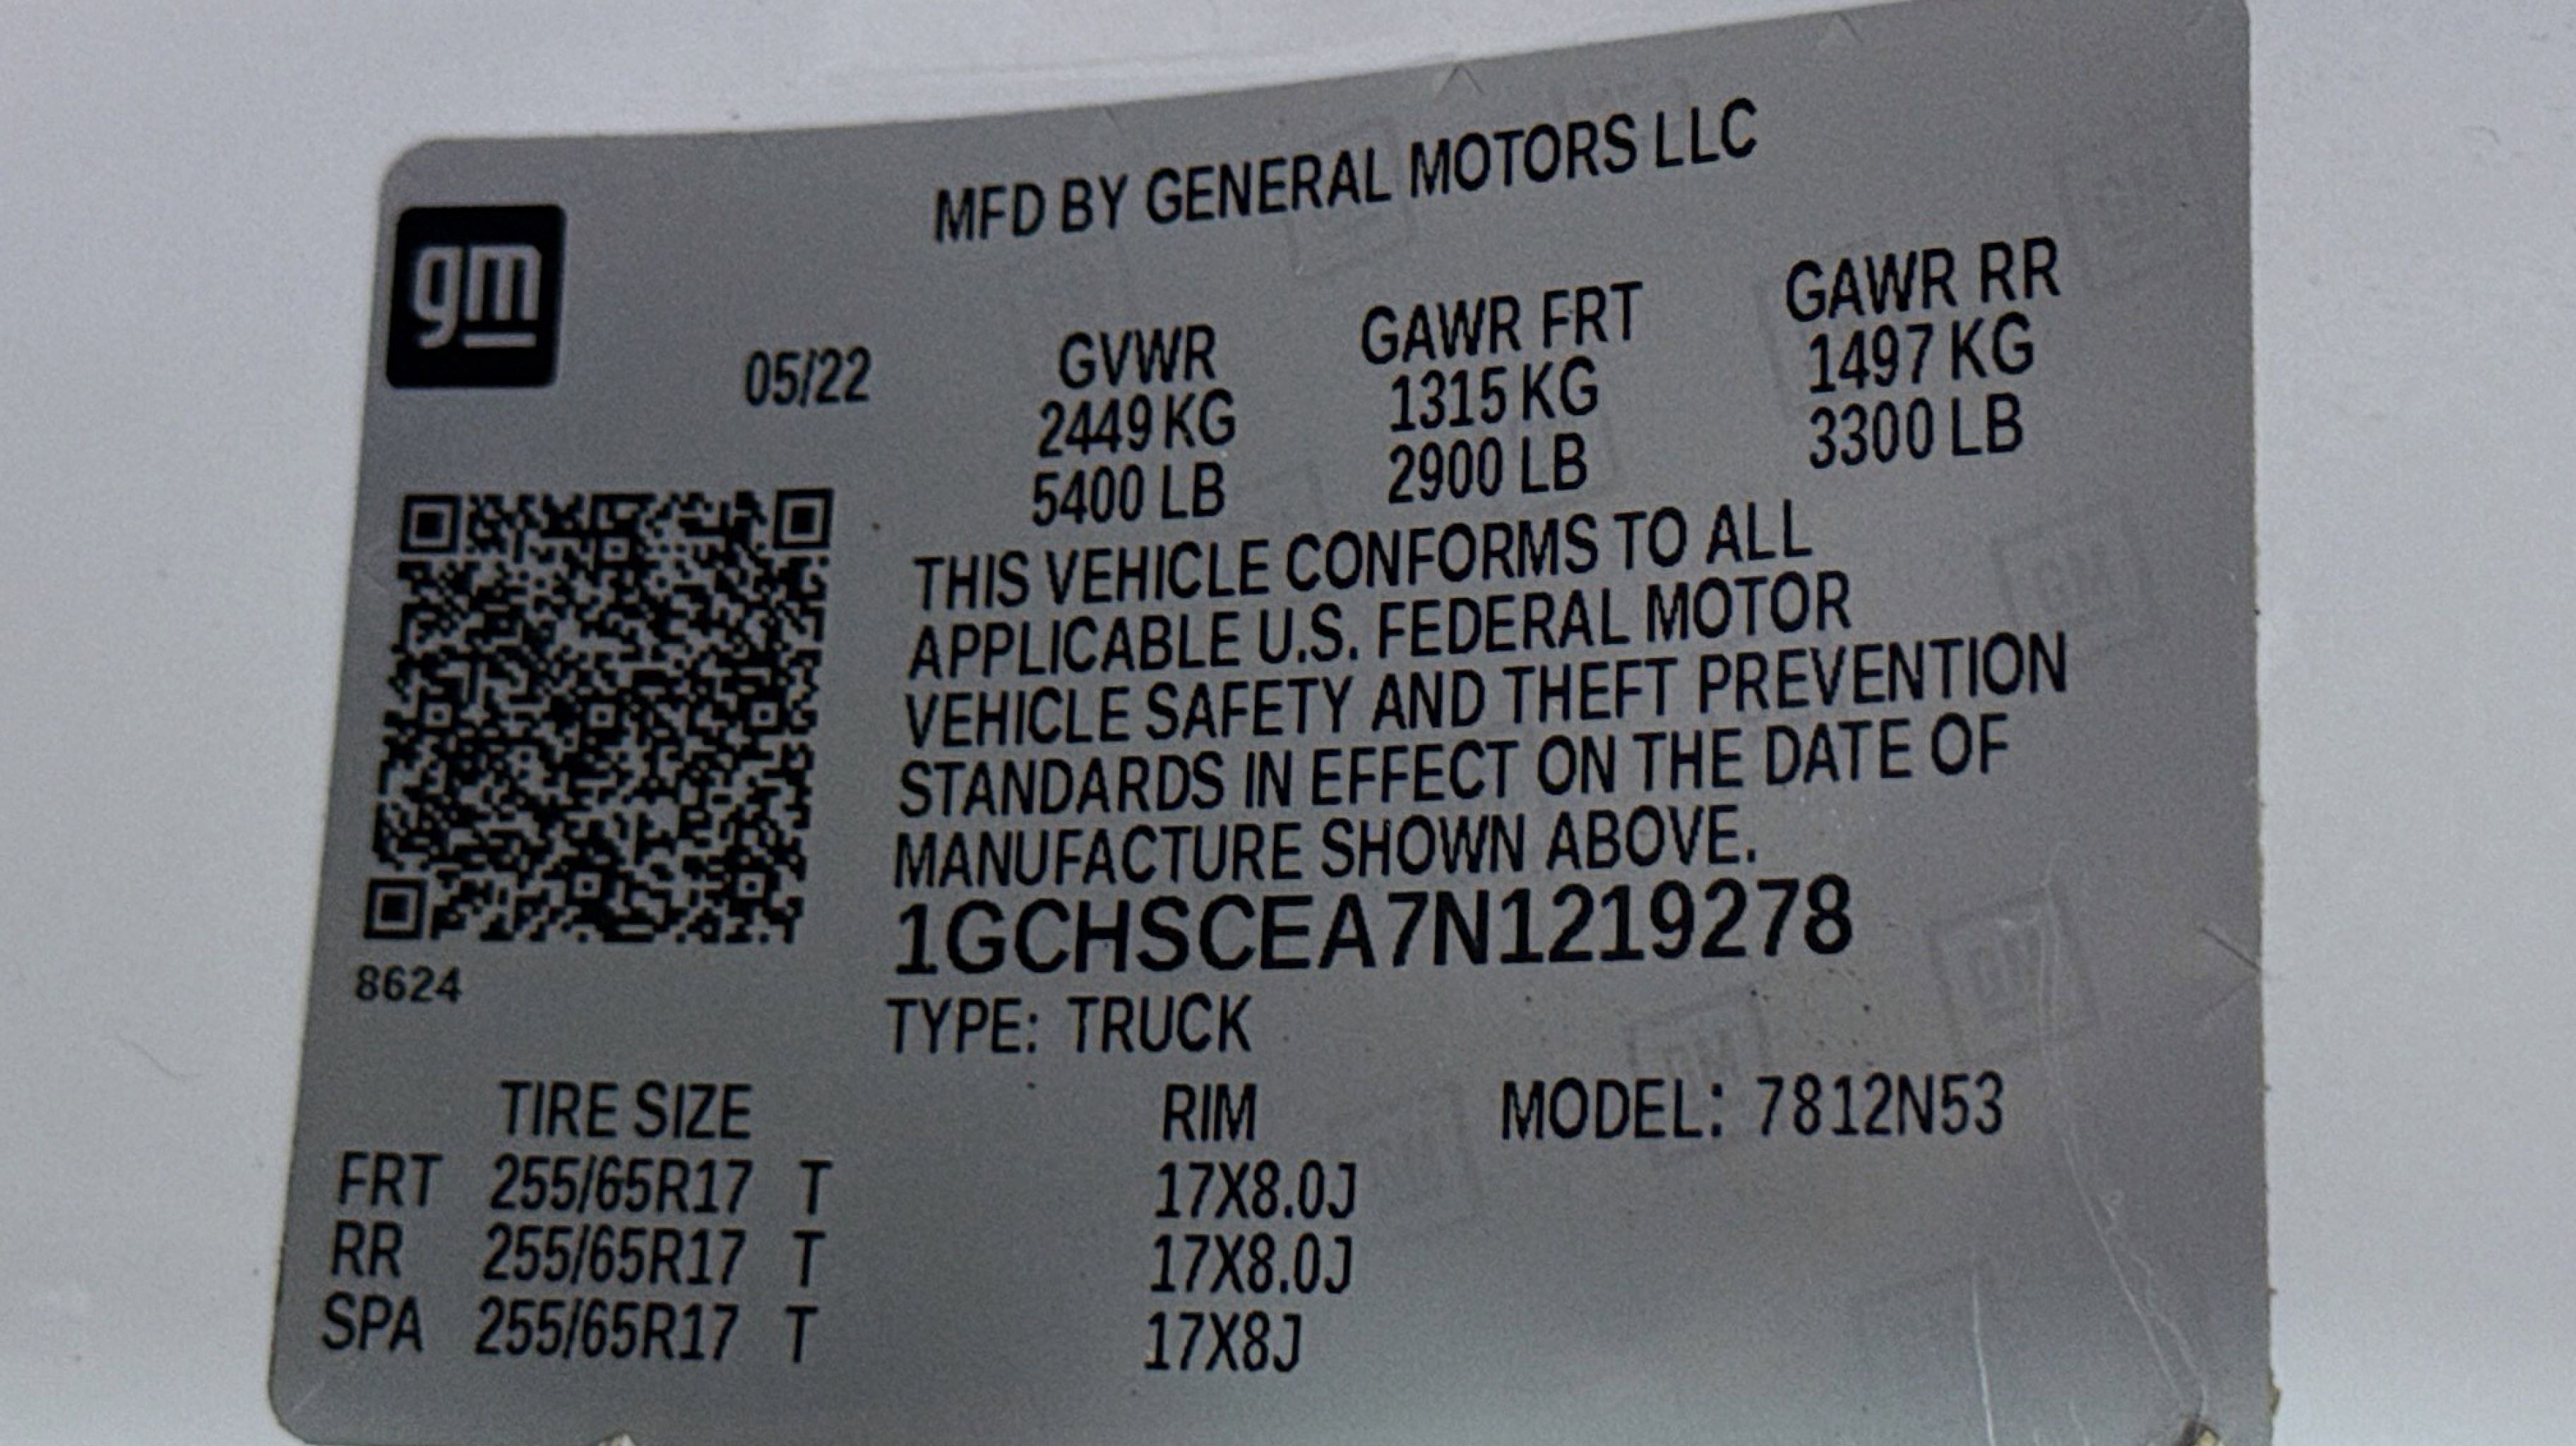 gm
MFD BY GENERAL MOTORS LLC
05/22 GVWR GAWR FRT GAWR RR
2449 KG 1315 KG 1497 KG
5400 LB 2900 LB 3300 LB
THIS VEHICLE CONFORMS TO ALL
APPLICABLE U.S. FEDERAL MOTOR
VEHICLE SAFETY AND THEFT PREVENTION
STANDARDS IN EFFECT ON THE DATE OF
MANUFACTURE SHOWN ABOVE.
1GCHSCEA7N1219278
8624
TYPE: TRUCK
TIRE SIZE RIM MODEL: 7812N53
FRT 255/65R17 T 17X8.0J
RR 255/65R17 T 17X8.0J
SPA 255/65R17 T 17X8J